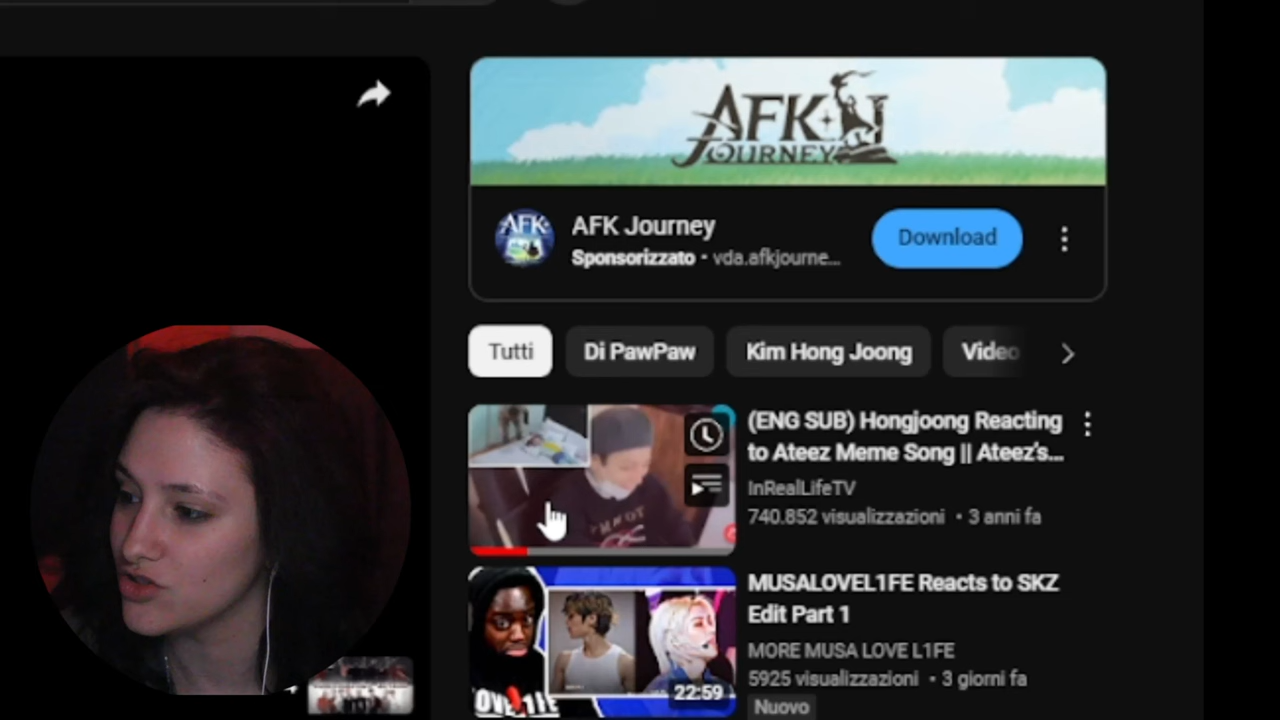 AFK
JOURNEY
AFK
AFK Journey
Sponsorizzato • vda.afkjourne...
Download
Tutti
Di PawPaw
Kim Hong Joong
Video
(ENG SUB) Hongjoong Reacting
to Ateez Meme Song || Ateez's...
InRealLifeTV
740.852 visualizzazioni • 3 anni fa
MUSALOVEL1FE Reacts to SKZ
Edit Part 1
MORE MUSA LOVE L1FE
5925 visualizzazioni • 3 giorni fa
22:59
Nuovo